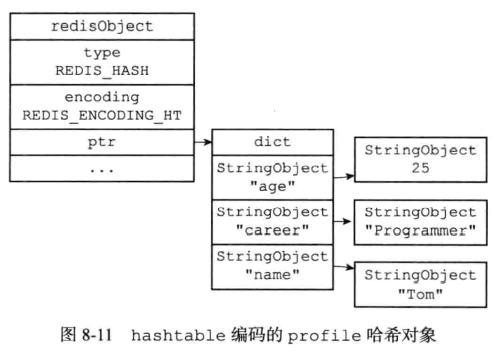 redisObject
type
REDIS_HASH
encoding
REDIS_ENCODING_HT
ptr
...
dict
StringObject
"age"
StringObject
"career"
StringObject
"name"
StringObject
25
StringObject
"Programmer"
StringObject
"Tom"
图 8-11 hashtable 编码的 profile 哈希对象